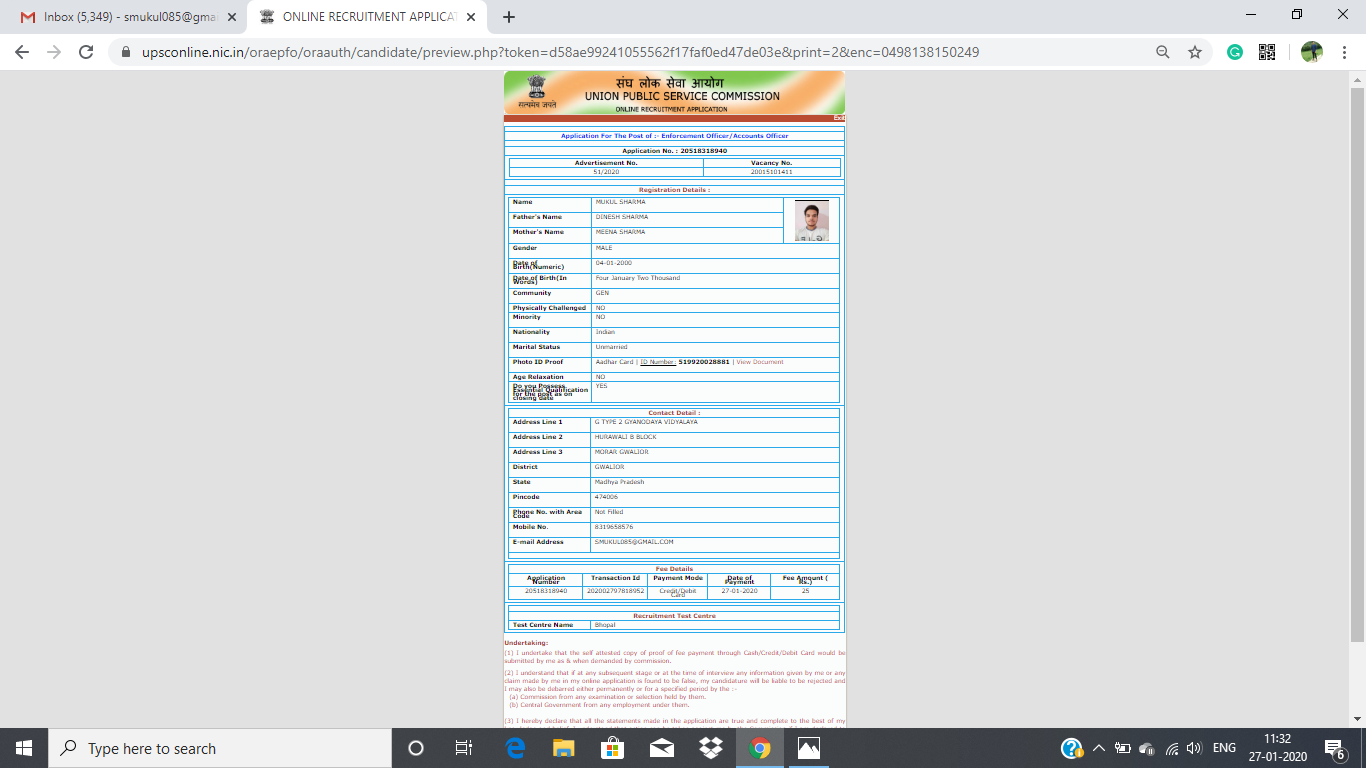 Inbox (5,349) - smukul085@gma
ONLINE RECRUITMENT APPLICAT
upsconline.nic.in/oraepfo/oraauth/candidate/preview.php?token=d58ae99241055562f17faf0ed47de03e&print=2&enc=0498138150249
सत्यमेव जयते
संघ लोक सेवा आयोग
UNION PUBLIC SERVICE COMMISSION
ONLINE RECRUITMENT APPLICATION
Exit
Application For The Post of :- Enforcement Officer/Accounts Officer
Application No. : 20518318940
Advertisement No. Vacancy No.
51/2020 20015101411
Registration Details :
Name MUKUL SHARMA
Father's Name DINESH SHARMA
Mother's Name MEENA SHARMA
Gender MALE
Date of Birth(Numeric) 04-01-2000
Date of Birth(In Words) Four January Two Thousand
Community GEN
Physically Challenged NO
Minority NO
Nationality Indian
Marital Status Unmarried
Photo ID Proof Aadhar Card | ID Number: 519920028881 | View Document
Age Relaxation NO
Do you Possess Essential Qualification for the post as on closing date YES
Contact Detail :
Address Line 1 G TYPE 2 GYANODAYA VIDYALAYA
Address Line 2 HURAWALI B BLOCK
Address Line 3 MORAR GWALIOR
District GWALIOR
State Madhya Pradesh
Pincode 474006
Phone No. with Area Code Not Filled
Mobile No. 8319658576
E-mail Address SMUKUL085@GMAIL.COM
Fee Details
Application Number Transaction Id Payment Mode Date of Payment Fee Amount ( Rs.)
20518318940 202002797818952 Credit/Debit Card 27-01-2020 25
Recruitment Test Centre
Test Centre Name Bhopal
Undertaking:
(1) I undertake that the self attested copy of proof of fee payment through Cash/Credit/Debit Card would be
submitted by me as & when demanded by commission.
(2) I understand that if at any subsequent stage or at the time of interview any information given by me or any
claim made by me in my online application is found to be false, my candidature will be liable to be rejected and
I may also be debarred either permanently or for a specified period by the :-
(a) Commission from any examination or selection held by them.
(b) Central Government from any employment under them.
(3) I hereby declare that all the statements made in the application are true and complete to the best of my
Type here to search
ENG
11:32
27-01-2020
6